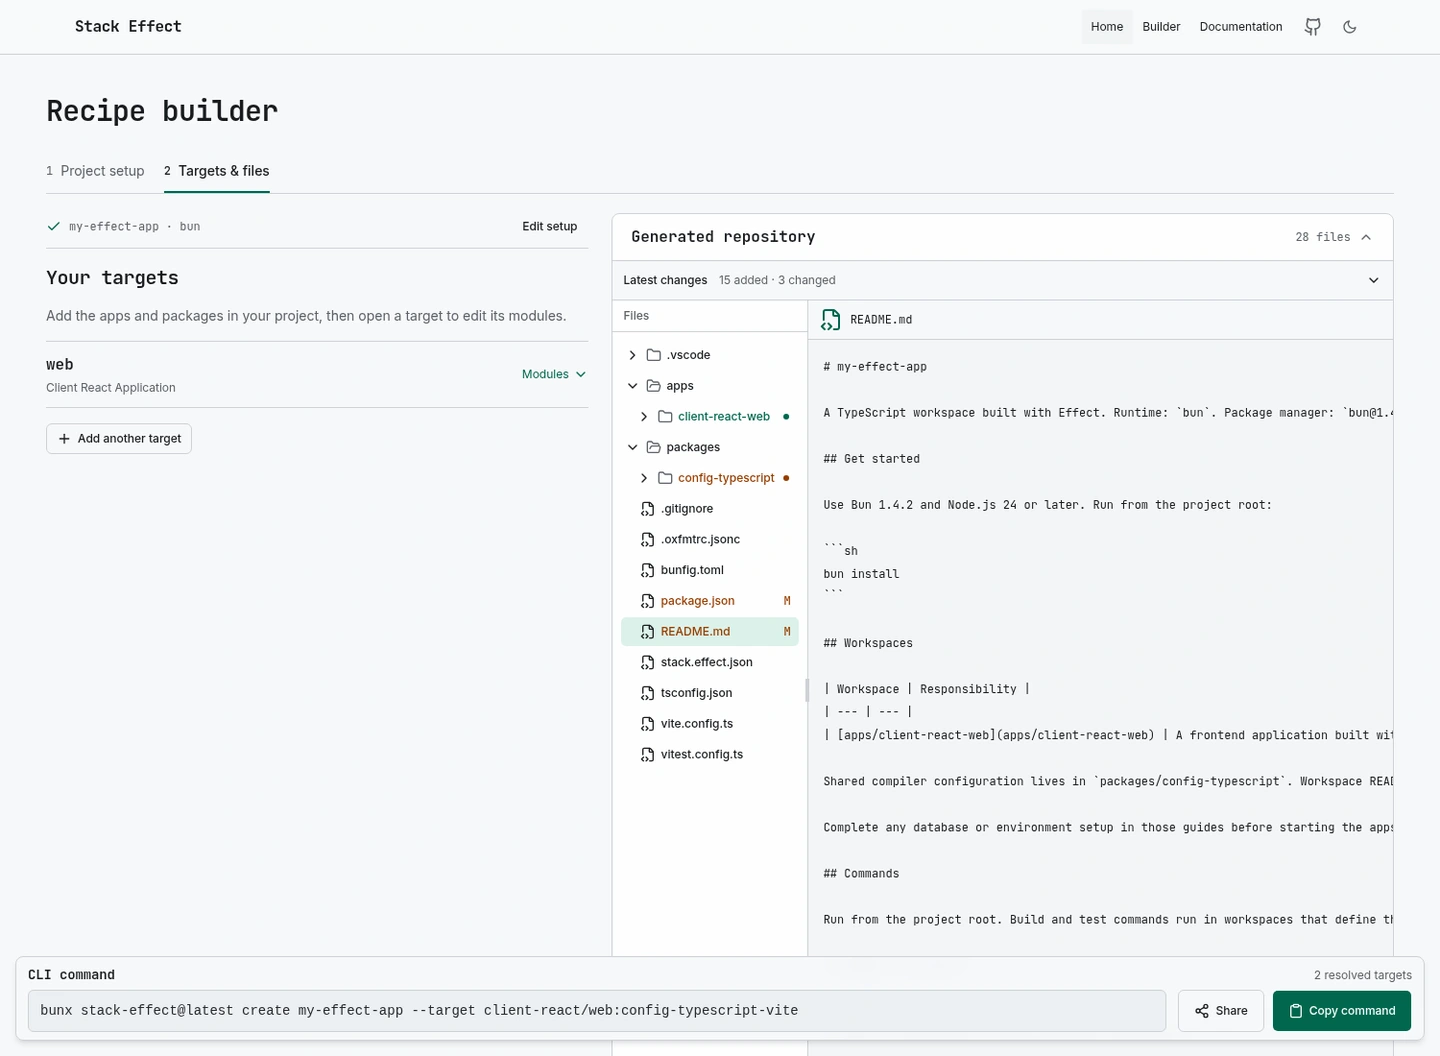 Stack Effect
Home
Builder
Documentation
Recipe builder
1 Project setup
2 Targets & files
my-effect-app · bun
Edit setup
Your targets
Add the apps and packages in your project, then open a target to edit its modules.
web
Client React Application
Modules
Add another target
Generated repository
28 files
Latest changes 15 added · 3 changed
Files
.vscode
apps
client-react-web
packages
config-typescript
.gitignore
.oxfmtrc.jsonc
bunfig.toml
package.json M
README.md M
stack.effect.json
tsconfig.json
vite.config.ts
vitest.config.ts
README.md
# my-effect-app
A TypeScript workspace built with Effect. Runtime: `bun`. Package manager: `bun@1.4
## Get started
Use Bun 1.4.2 and Node.js 24 or later. Run from the project root:
```sh
bun install
```
## Workspaces
| Workspace | Responsibility |
| --- | --- |
| [apps/client-react-web](apps/client-react-web) | A frontend application built wit
Shared compiler configuration lives in `packages/config-typescript`. Workspace READ
Complete any database or environment setup in those guides before starting the apps
## Commands
Run from the project root. Build and test commands run in workspaces that define th
CLI command
2 resolved targets
bunx stack-effect@latest create my-effect-app --target client-react/web:config-typescript-vite
Share
Copy command